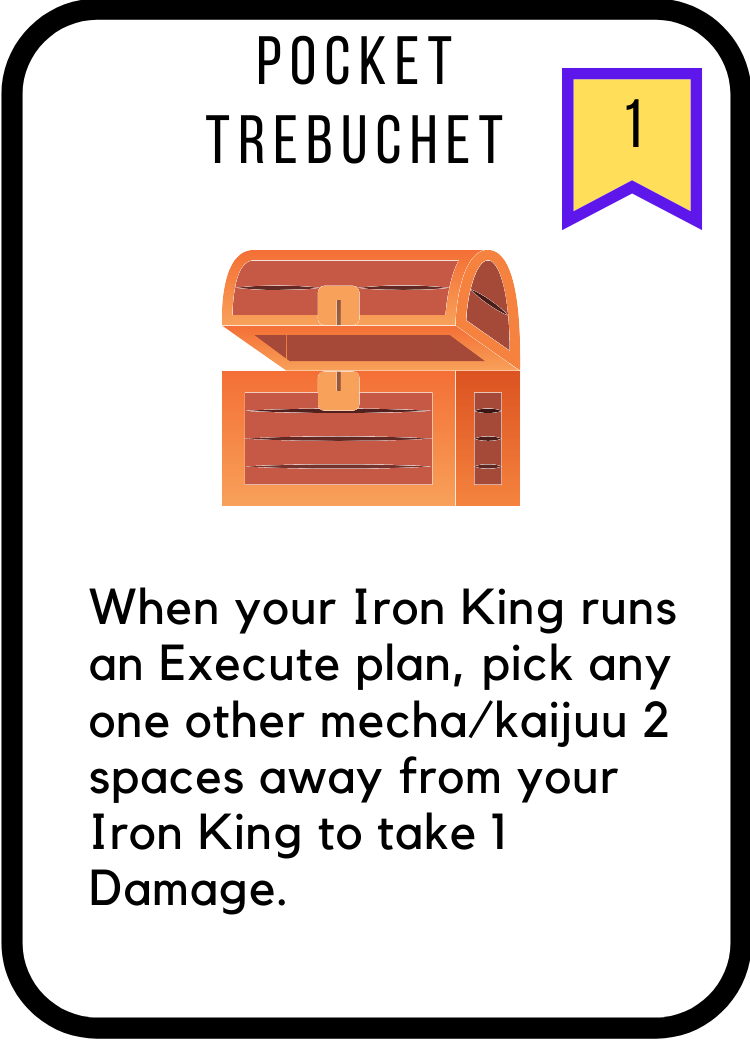 POCKET
TREBUCHET
1
When your Iron King runs
an Execute plan, pick any
one other mecha/kaijuu 2
spaces away from your
Iron King to take 1
Damage.